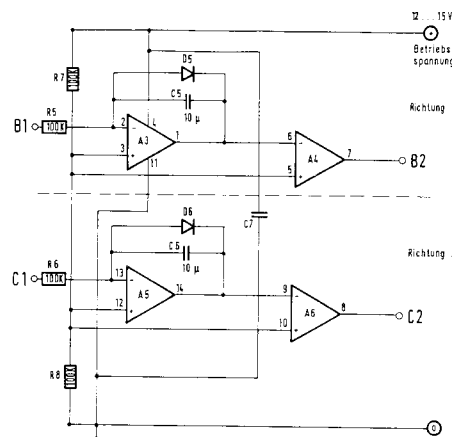 12 ... 15V
Betriebs
spannung
R7
D5
C5
10 µ
Richtung
R5
B1
100K
2
4
A3
1
3
11
6
A4
7
5
B2
D6
C7
C6
10 µ
Richtung
R6
C1
100K
13
A5
14
12
9
A6
8
10
C2
R8
0